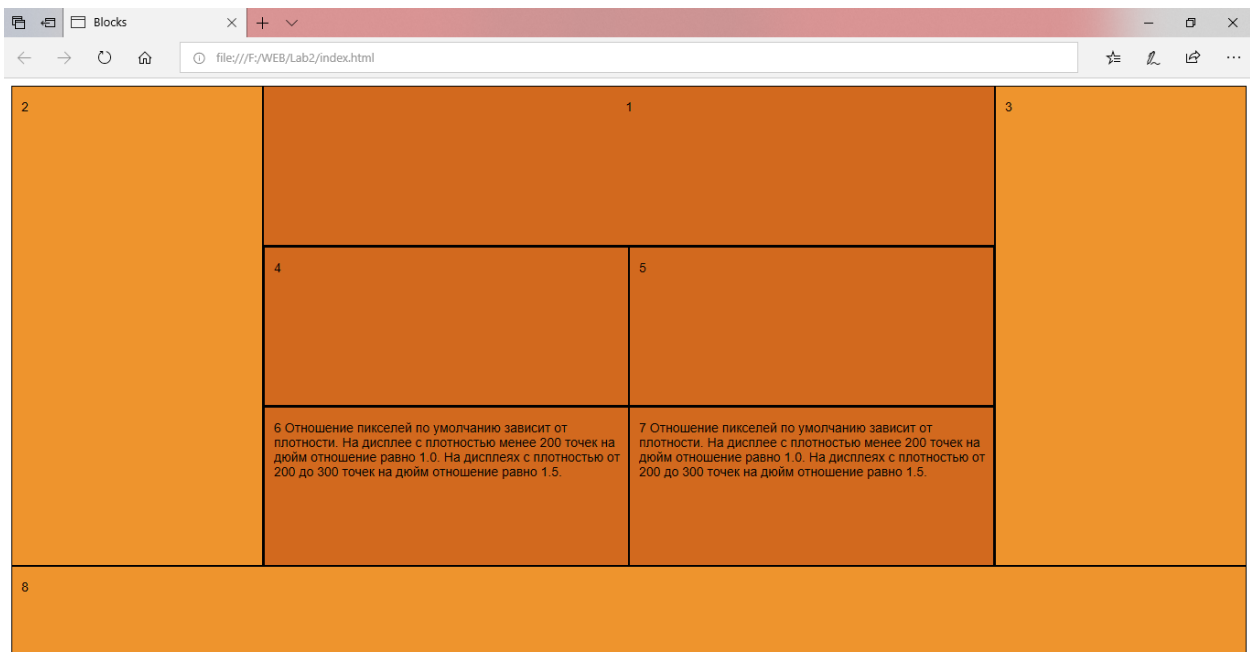 Blocks
file:///F:/WEB/Lab2/index.html
2
1
3
4
5
6 Отношение пикселей по умолчанию зависит от
плотности. На дисплее с плотностью менее 200 точек на
дюйм отношение равно 1.0. На дисплеях с плотностью от
200 до 300 точек на дюйм отношение равно 1.5.
7 Отношение пикселей по умолчанию зависит от
плотности. На дисплее с плотностью менее 200 точек на
дюйм отношение равно 1.0. На дисплеях с плотностью от
200 до 300 точек на дюйм отношение равно 1.5.
8